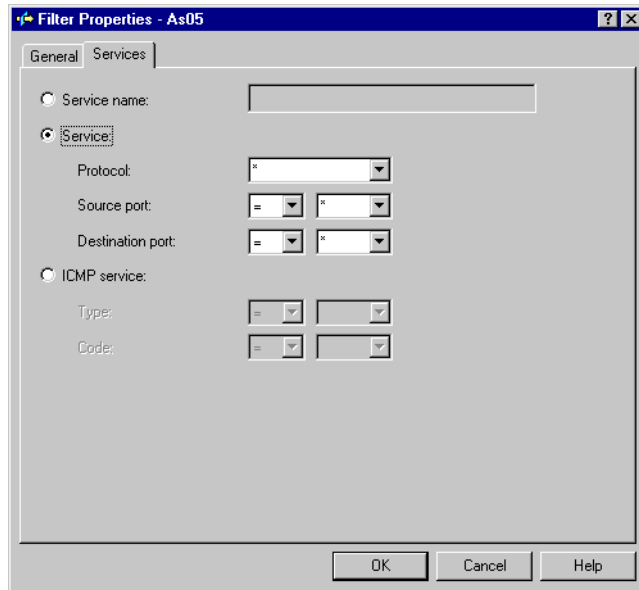 Filter Properties - As05
General Services
Service name:
Service:
Protocol: *
Source port: = *
Destination port: = *
ICMP service:
Type: =
Code: =
OK Cancel Help